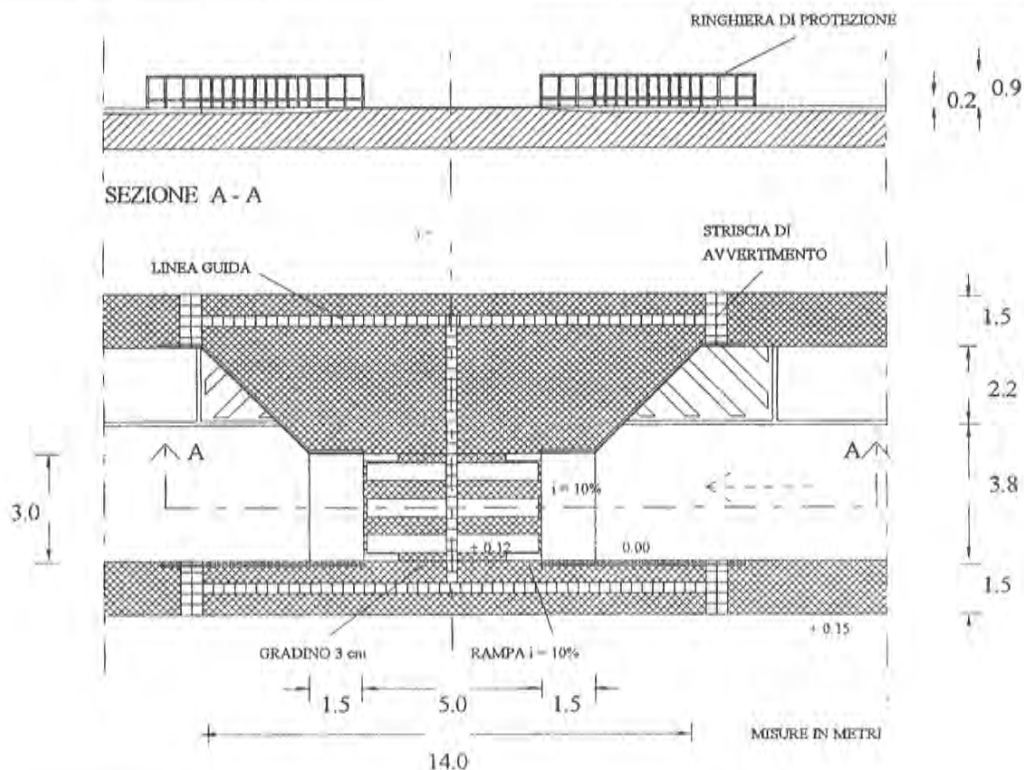 RINGHIERA DI PROTEZIONE
0.2
0.9
SEZIONE A - A
STRISCIA DI
AVVERTIMENTO
LINEA GUIDA
1.5
2.2
A
A
3.8
3.0
i = 10%
± 0.12
0.00
1.5
+ 0.15
GRADINO 3 cm
RAMPA i = 10%
1.5
5.0
1.5
MISURE IN METRI
14.0